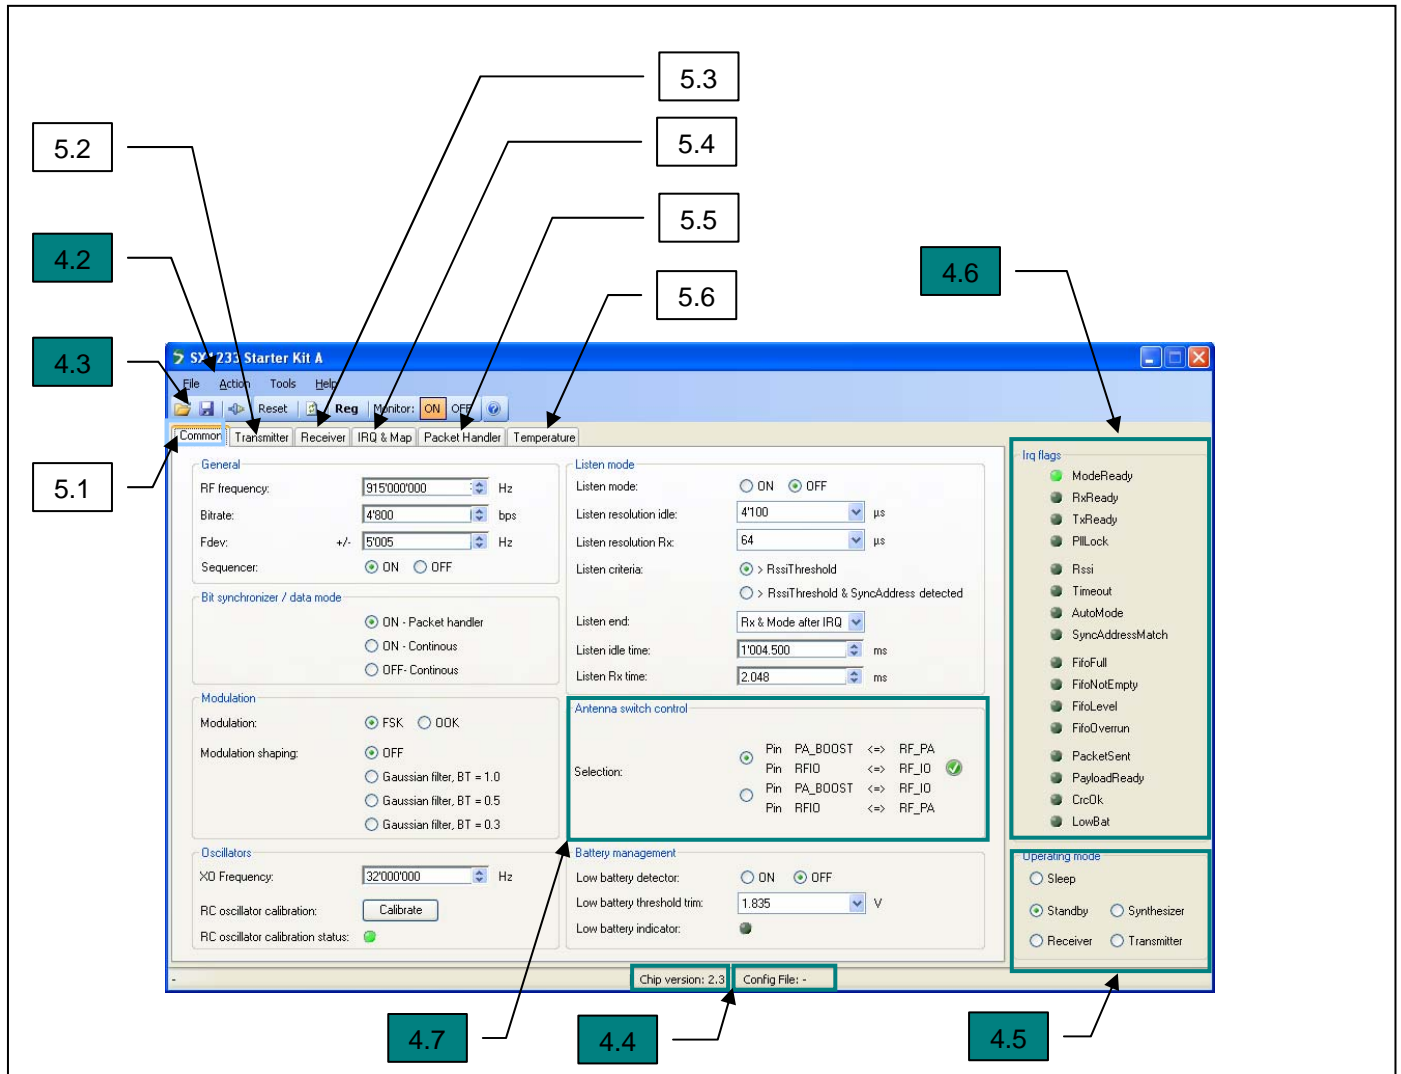 5.3
5.4
5.2
5.5
4.2
4.6
5.6
4.3
SX1233 Starter Kit A
File Action Tools Help
Reset Reg Monitor: ON OFF
Common Transmitter Receiver IRQ & Map Packet Handler Temperature
5.1
General
RF frequency: 915'000'000 Hz
Bitrate: 4'800 bps
Fdev: +/- 5'005 Hz
Sequencer: ON OFF
Bit synchronizer / data mode
ON - Packet handler
ON - Continous
OFF- Continous
Modulation
Modulation: FSK OOK
Modulation shaping: OFF
Gaussian filter, BT = 1.0
Gaussian filter, BT = 0.5
Gaussian filter, BT = 0.3
Oscillators
XO Frequency: 32'000'000 Hz
RC oscillator calibration: Calibrate
RC oscillator calibration status:
Listen mode
Listen mode: ON OFF
Listen resolution idle: 4'100 µs
Listen resolution Rx: 64 µs
Listen criteria: > RssiThreshold
> RssiThreshold & SyncAddress detected
Listen end: Rx & Mode after IRQ
Listen idle time: 1'004.500 ms
Listen Rx time: 2.048 ms
Antenna switch control
Selection:
Pin PA_BOOST <=> RF_PA
Pin RFIO <=> RF_IO
Pin PA_BOOST <=> RF_IO
Pin RFIO <=> RF_PA
Battery management
Low battery detector: ON OFF
Low battery threshold trim: 1.835 V
Low battery indicator:
Irq flags
ModeReady
RxReady
TxReady
PllLock
Rssi
Timeout
AutoMode
SyncAddressMatch
FifoFull
FifoNotEmpty
FifoLevel
FifoOverrun
PacketSent
PayloadReady
CrcOk
LowBat
Operating mode
Sleep
Standby Synthesizer
Receiver Transmitter
- Chip version: 2.3 Config File: -
4.7
4.4
4.5